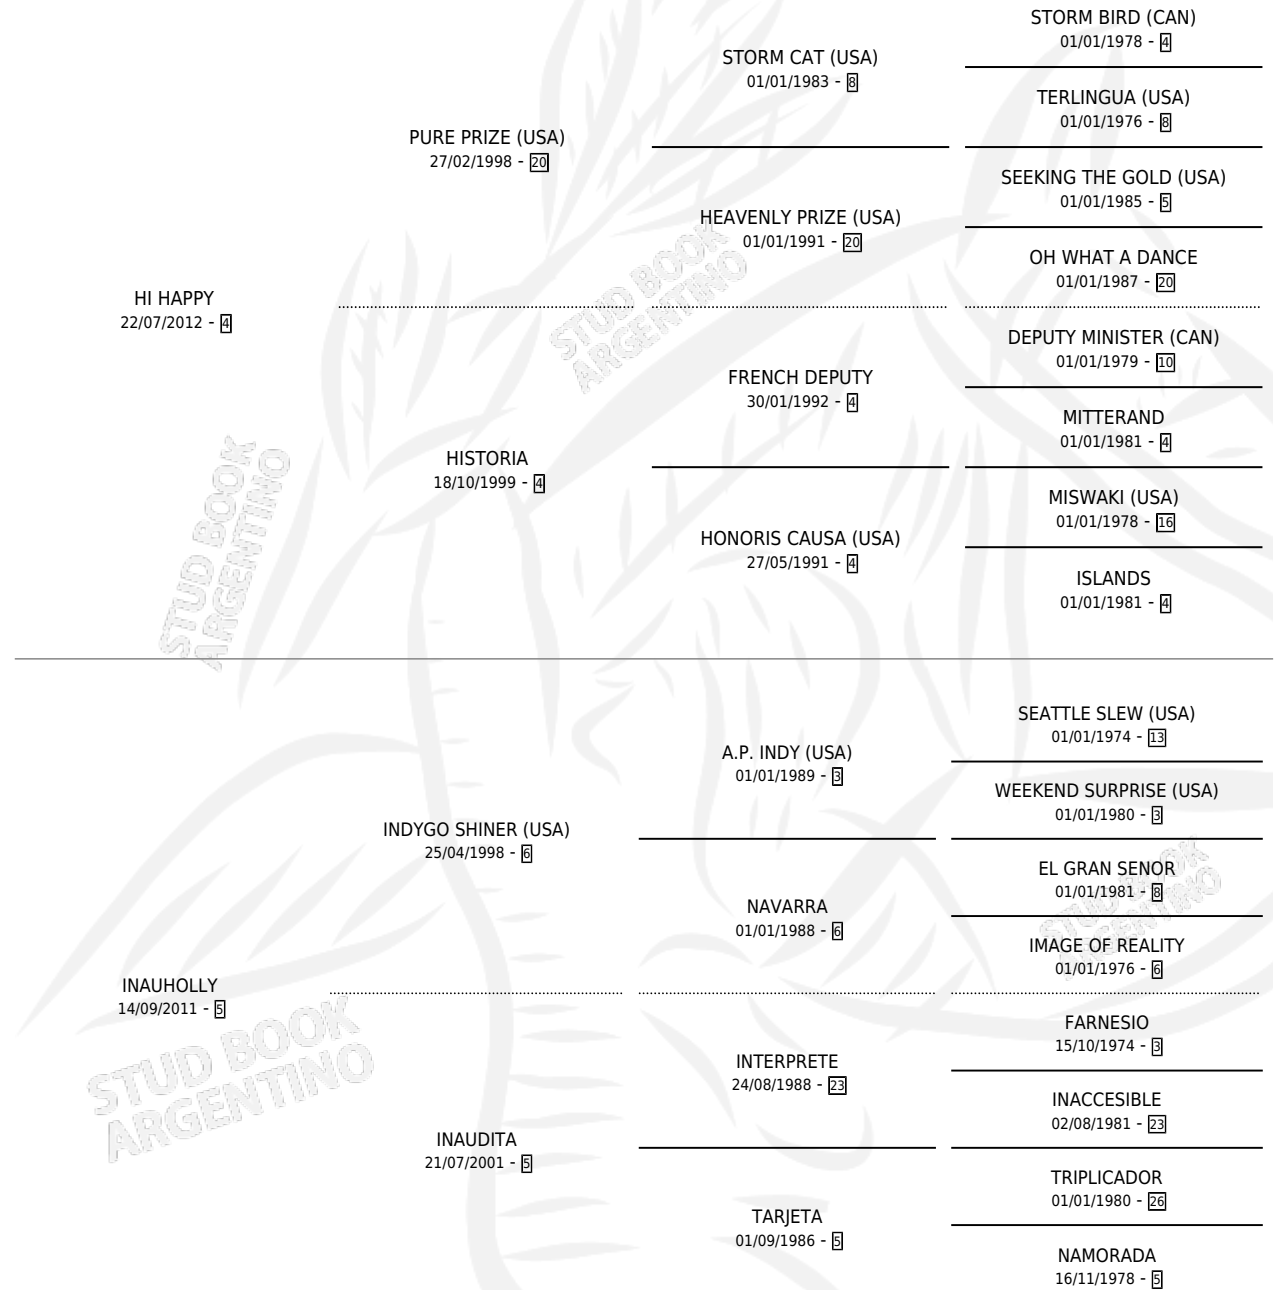 STORM BIRD (CAN)
01/01/1978 - 4
STORM CAT (USA)
01/01/1983 - 8
TERLINGUA (USA)
01/01/1976 - 8
PURE PRIZE (USA)
27/02/1998 - 20
SEEKING THE GOLD (USA)
01/01/1985 - 5
HEAVENLY PRIZE (USA)
01/01/1991 - 20
OH WHAT A DANCE
01/01/1987 - 20
HI HAPPY
22/07/2012 - 4
DEPUTY MINISTER (CAN)
01/01/1979 - 10
FRENCH DEPUTY
30/01/1992 - 4
MITTERAND
01/01/1981 - 4
HISTORIA
18/10/1999 - 4
MISWAKI (USA)
01/01/1978 - 16
HONORIS CAUSA (USA)
27/05/1991 - 4
ISLANDS
01/01/1981 - 4
STUD BOOK
ARGENTINO
STUD BOOK
ARGENTINO
SEATTLE SLEW (USA)
01/01/1974 - 13
A.P. INDY (USA)
01/01/1989 - 3
WEEKEND SURPRISE (USA)
01/01/1980 - 3
INDYGO SHINER (USA)
25/04/1998 - 6
EL GRAN SENOR
01/01/1981 - 8
NAVARRA
01/01/1988 - 6
IMAGE OF REALITY
01/01/1976 - 6
INAUHOLLY
14/09/2011 - 5
FARNESIO
15/10/1974 - 3
INTERPRETE
24/08/1988 - 23
INACCESIBLE
02/08/1981 - 23
INAUDITA
21/07/2001 - 5
TRIPLICADOR
01/01/1980 - 26
TARJETA
01/09/1986 - 5
NAMORADA
16/11/1978 - 5
STUD BOOK
ARGENTINO
STUD BOOK
ARGENTINO